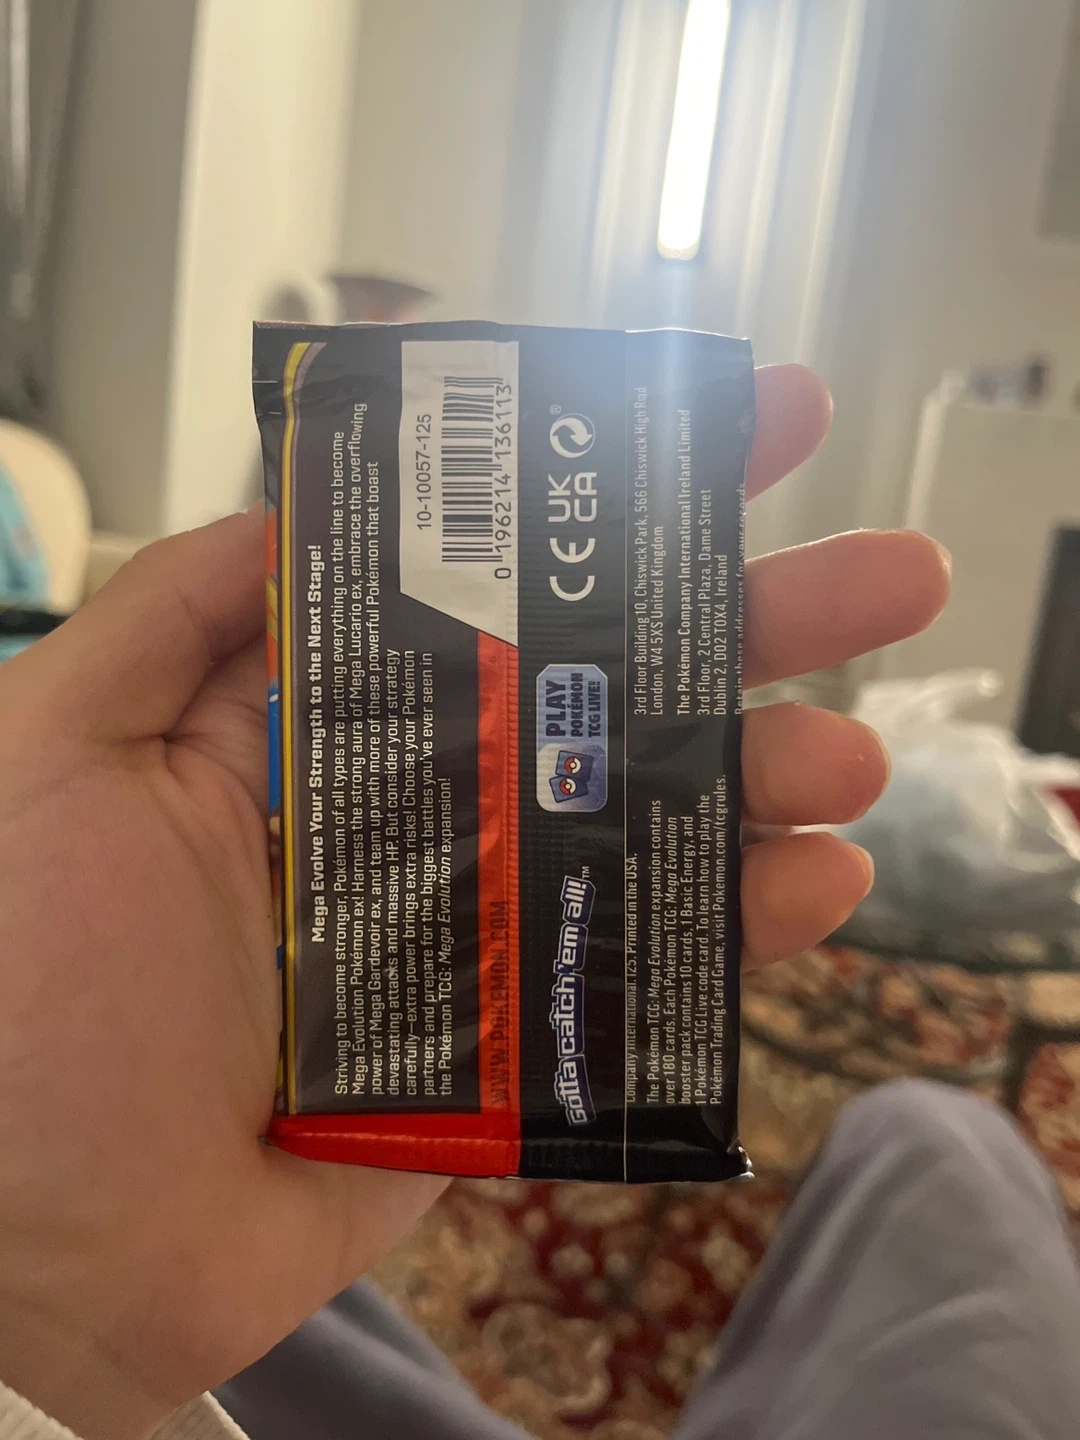 Mega Evolve Your Strength to the Next Stage!
Striving to become stronger, Pokémon of all types are putting everything on the line to become
Mega Evolution Pokémon ex! Harness the strong aura of Mega Lucario ex, embrace the overflowing
power of Mega Gardevoir ex, and team up with more of these powerful Pokémon that boast
devastating attacks and massive HP. But consider your strategy
carefully—extra power brings extra risks! Choose your Pokémon
partners and prepare for the biggest battles you've ever seen in
the Pokémon TCG: Mega Evolution expansion!
10-10057-125
0 196214 136113
WWW.POKEMON.COM
Gotta catch 'em all!™
PLAY
POKÉMON
TCG LIVE!
CE UK
CA
®
Company International. 125. Printed in the USA.
The Pokémon TCG: Mega Evolution expansion contains
over 180 cards. Each Pokémon TCG: Mega Evolution
booster pack contains 10 cards, 1 Basic Energy, and
1 Pokémon TCG Live code card. To learn how to play the
Pokémon Trading Card Game, visit Pokemon.com/tcgrules.
3rd Floor Building 10, Chiswick Park, 566 Chiswick High Road
London, W4 5XS United Kingdom
The Pokémon Company International Ireland Limited
3rd Floor, 2 Central Plaza, Dame Street
Dublin 2, D02 T0X4, Ireland
Retain these addresses for your records.